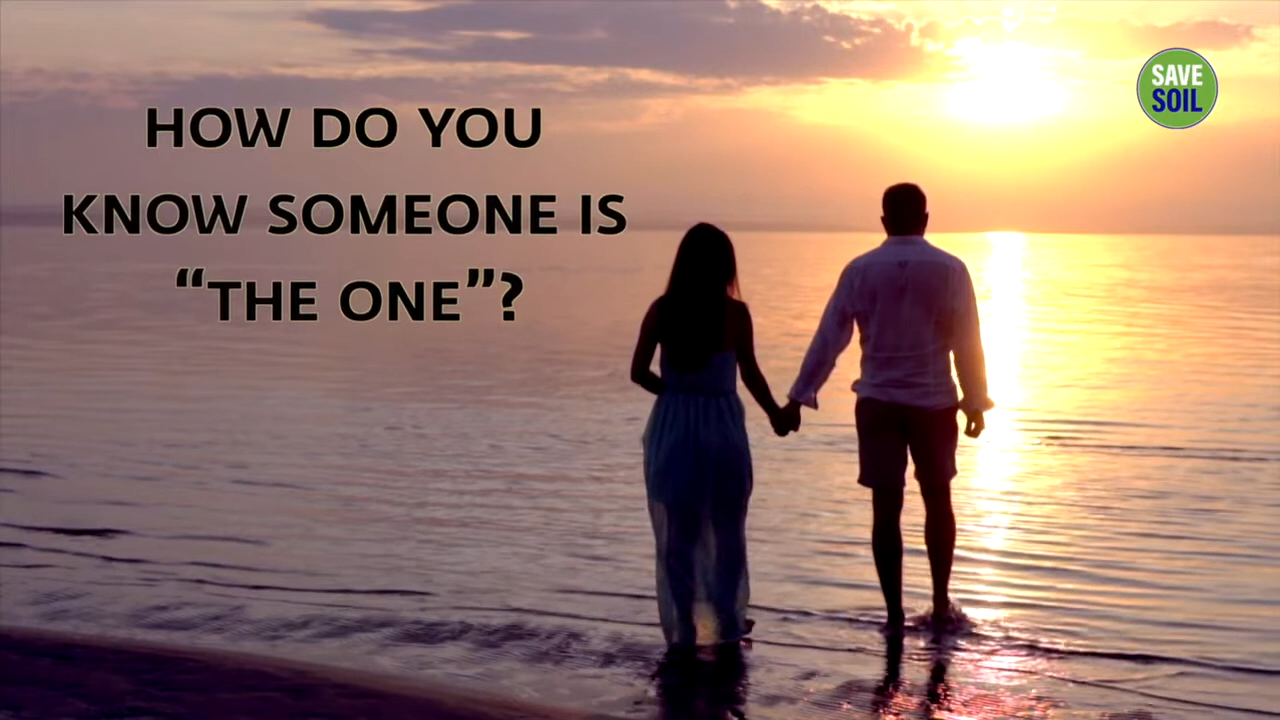 HOW DO YOU
KNOW SOMEONE IS
“THE ONE”?
SAVE
SOIL